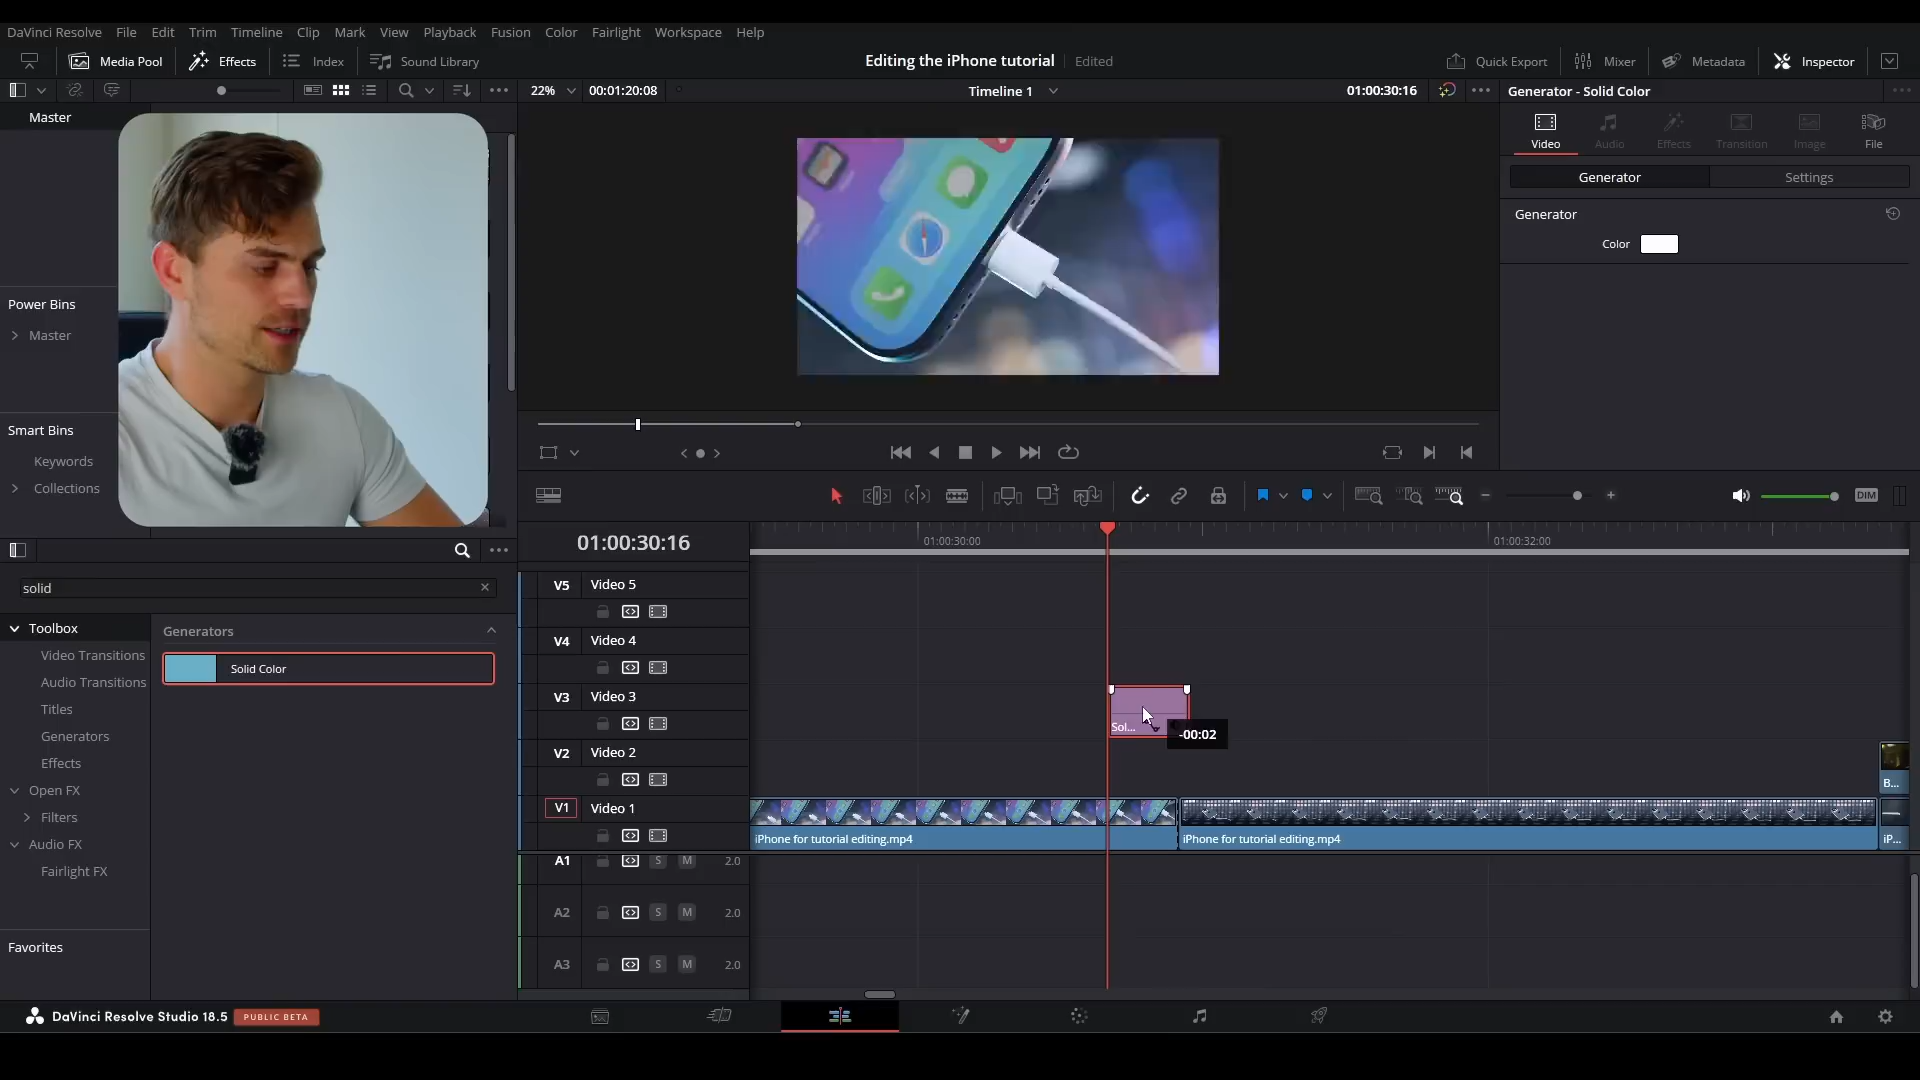 DaVinci Resolve File Edit Trim Timeline Clip Mark View Playback Fusion Color Fairlight Workspace Help
Media Pool Effects Index Sound Library Editing the iPhone tutorial Edited Quick Export Mixer Metadata Inspector
22% 00:01:20:08 Timeline 1 01:00:30:16 Generator - Solid Color
Master
Video Audio Effects Transition Image File
Generator Settings
Generator
Color
Power Bins
Master
Smart Bins
Keywords
Collections
DIM
01:00:30:16 01:00:30:00 01:00:32:00
solid
V5 Video 5
Toolbox Generators
V4 Video 4
Video Transitions
Solid Color
Audio Transitions
V3 Video 3
Titles
Sol...
-00:02
Generators
V2 Video 2
Effects
B...
Open FX
V1 Video 1
Filters
iPhone for tutorial editing.mp4 iPhone for tutorial editing.mp4 iP...
Audio FX
A1 S M 2.0
Fairlight FX
A2 S M 2.0
Favorites
A3 S M 2.0
DaVinci Resolve Studio 18.5 PUBLIC BETA